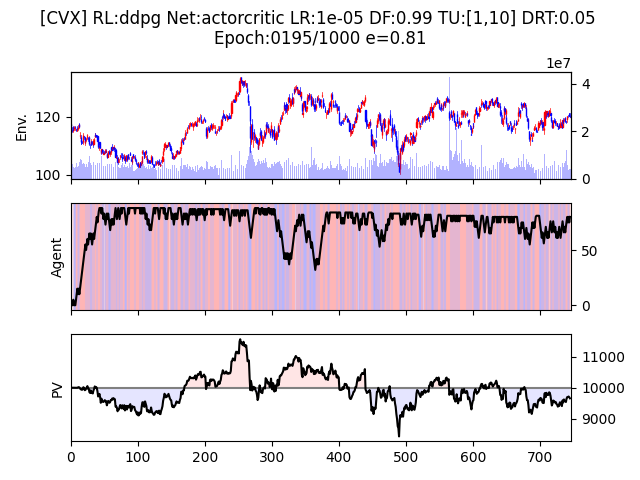 [CVX] RL:ddpg Net:actorcritic LR:1e-05 DF:0.99 TU:[1,10] DRT:0.05
Epoch:0195/1000 e=0.81
1e7
Env.
120
100
4
2
0
Agent
50
0
PV
11000
10000
9000
0 100 200 300 400 500 600 700